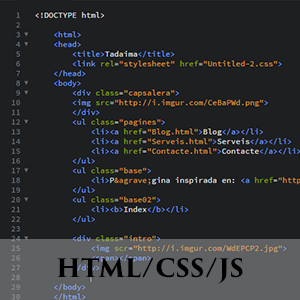 1 <!DOCTYPE html>
2
3 <html>
4 <head>
5 <title>Tadaima</title>
6 <link rel="stylesheet" href="Untitled-2.css">
7 </head>
8 <body>
9 <div class="capsalera">
10 <img src="http://i.imgur.com/CeBaPWd.png">
11 </div>
12 <ul class="pagines">
13 <li><a href="Blog.html">Blog</a></li>
14 <li><a href="Serveis.html">Serveis</a></li>
15 <li><a href="Contacte.html">Contacte</a></li>
16 </ul>
17 <ul class="base">
18 <li>P&agrave;gina inspirada en: <a href="http
19 </ul>
20 <ul class="base02">
21 <li><b>Index</b></li>
22 </ul>
23
24 <div class="intro">
25 <img scr="http://i.imgur.com/WdEPCP2.jpg">
26 <span></span>
27 </div>
HTML/CSS/JS
29 </body>
30 </html>